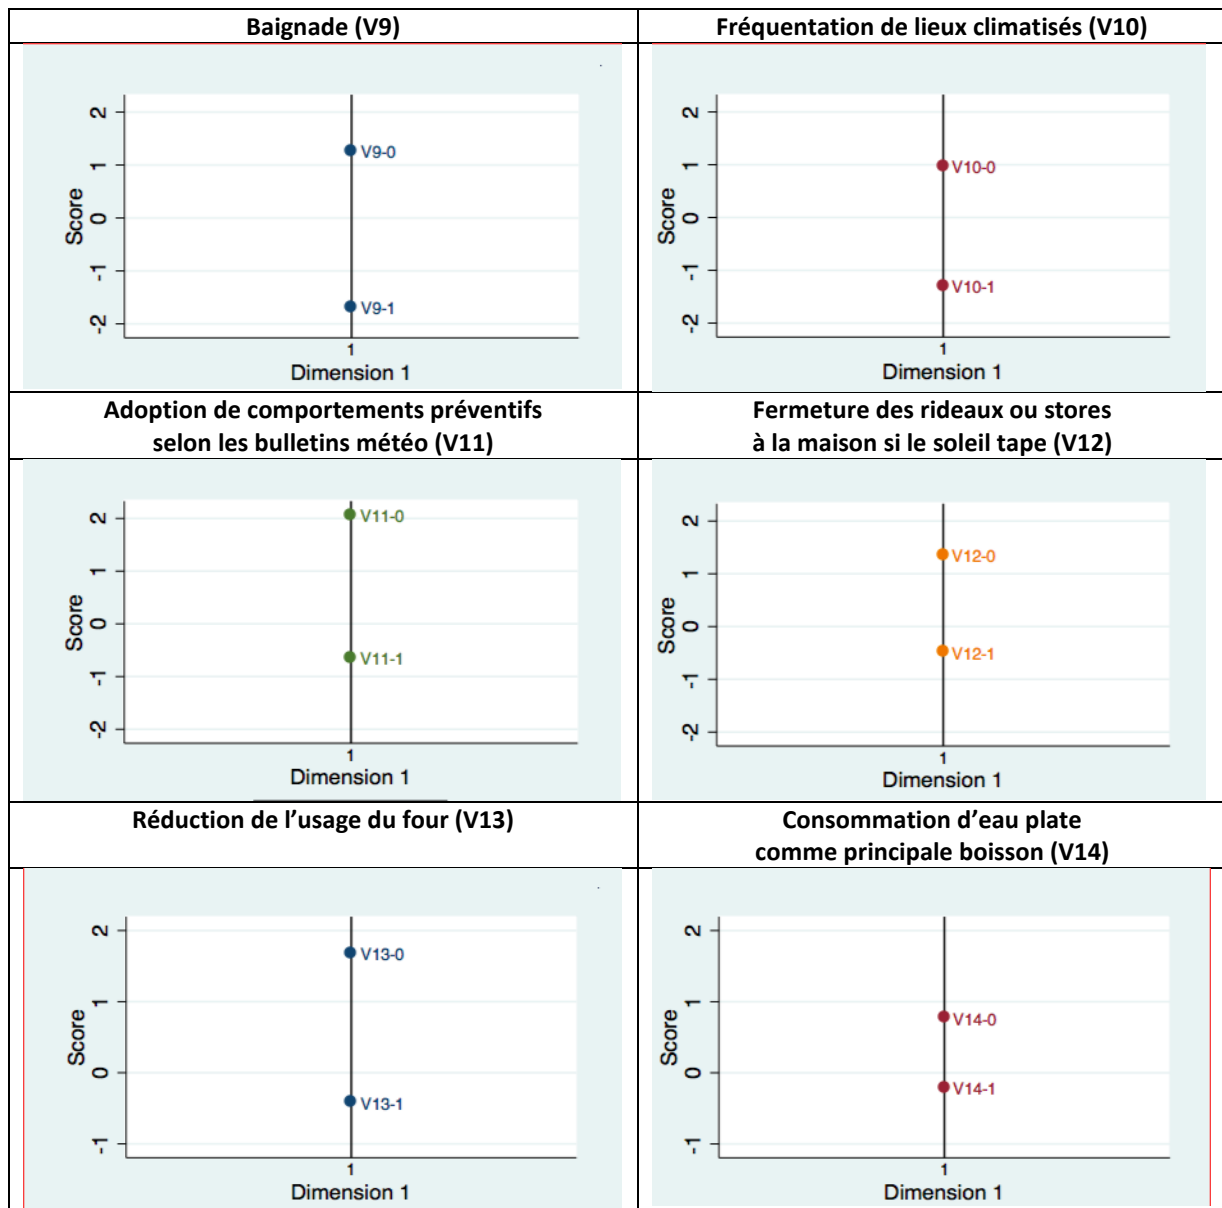 Baignade (V9)
Fréquentation de lieux climatisés (V10)
2
1
0
-1
-2
Score
V9-0
V9-1
1
Dimension 1
2
1
0
-1
-2
Score
V10-0
V10-1
1
Dimension 1
Adoption de comportements préventifs
selon les bulletins météo (V11)
Fermeture des rideaux ou stores
à la maison si le soleil tape (V12)
2
1
0
-1
-2
Score
V11-0
V11-1
1
Dimension 1
2
1
0
-1
-2
Score
V12-0
V12-1
1
Dimension 1
Réduction de l’usage du four (V13)
Consommation d’eau plate
comme principale boisson (V14)
2
1
0
-1
Score
V13-0
V13-1
1
Dimension 1
2
1
0
-1
Score
V14-0
V14-1
1
Dimension 1